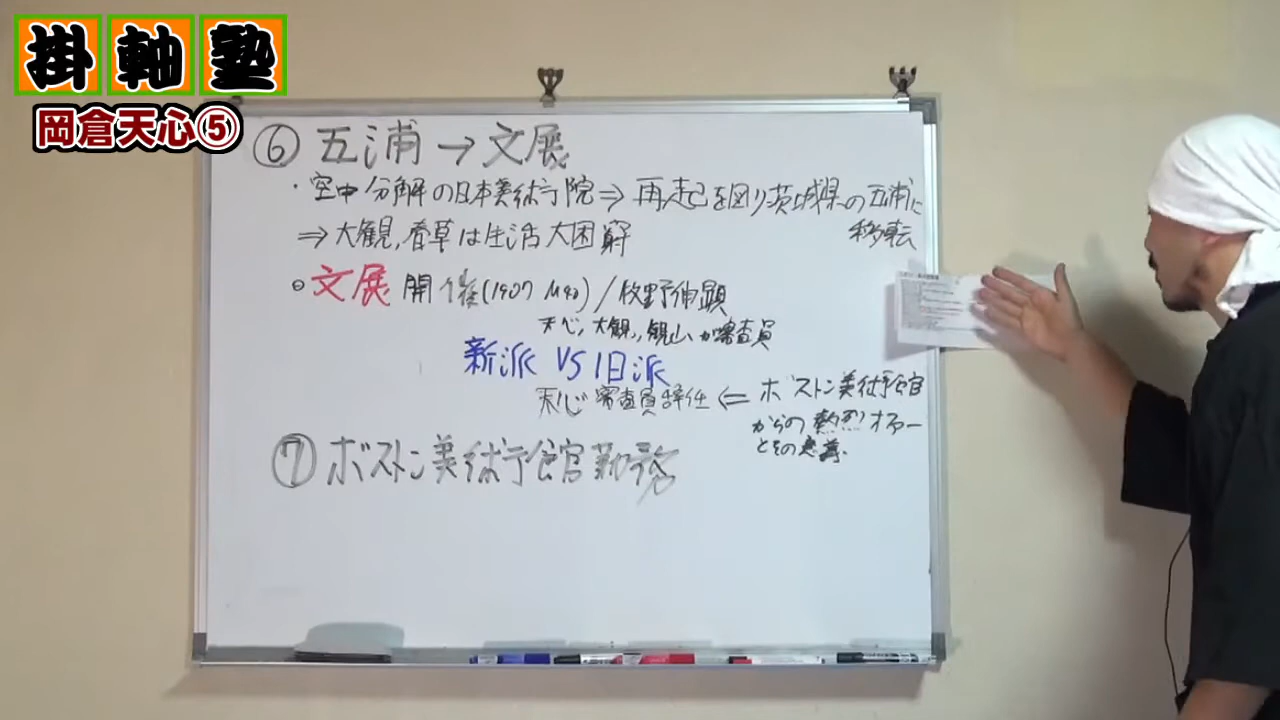 掛軸塾
岡倉天心⑤
⑥ 五浦→文展
・空中分解の日本美術院⇒再起を図り茨城県の五浦に
移転
⇒大観、春草は生活大困窮
○文展 開催(1907 M40)/牧野伸顕
天心、大観、観山が審査員
新派 VS 旧派
天心審査員辞任⇐ボストン美術館
からの熱烈オファー
とその意義
⑦ ボストン美術館勤務